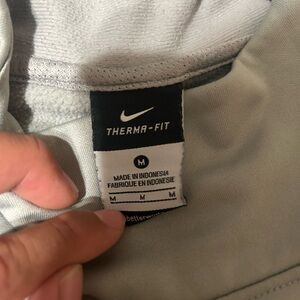 THERMA-FIT
M
MADE IN INDONESIA
FABRIQUE EN INDONESIE
M M M